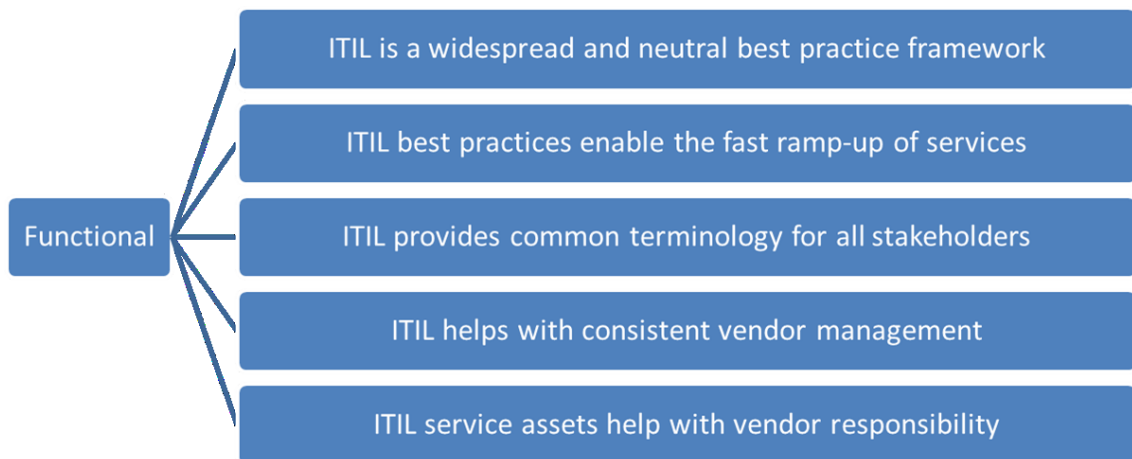 ITIL is a widespread and neutral best practice framework
ITIL best practices enable the fast ramp-up of services
Functional
ITIL provides common terminology for all stakeholders
ITIL helps with consistent vendor management
ITIL service assets help with vendor responsibility